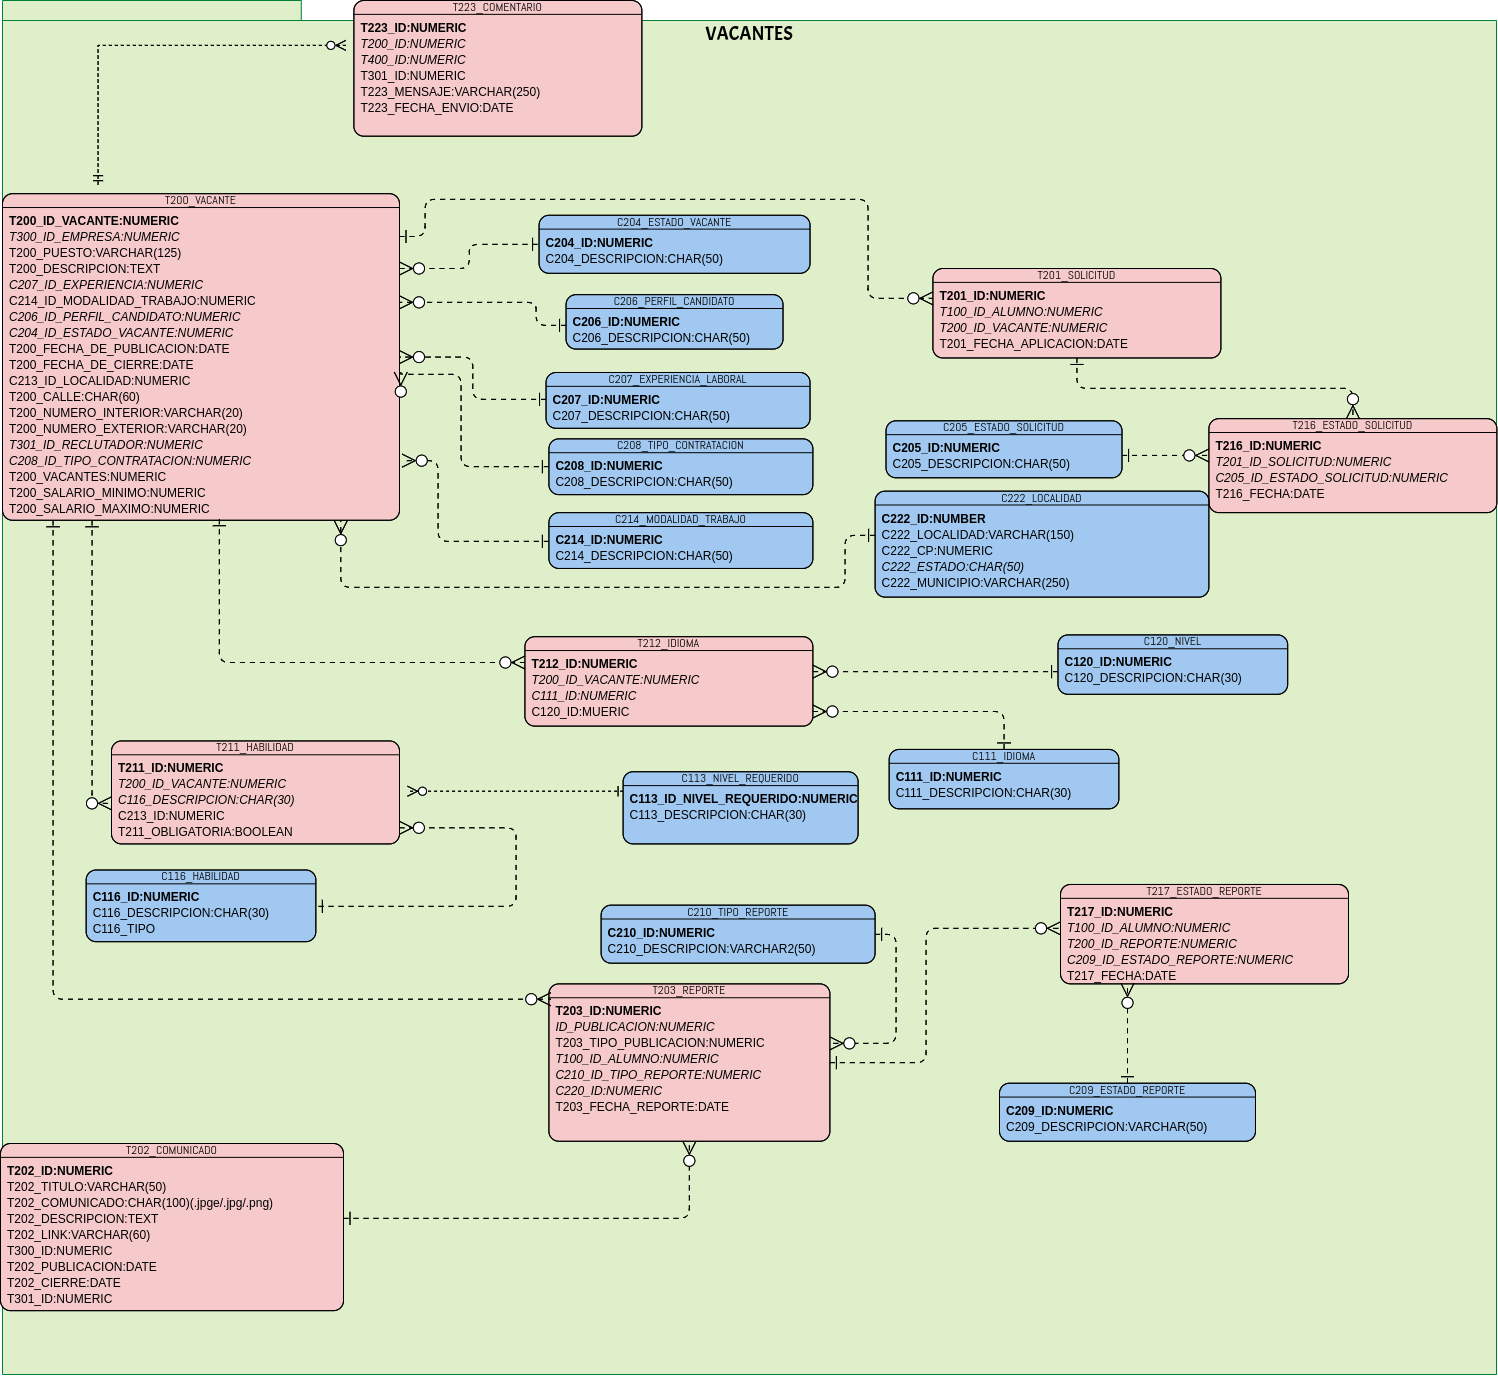 T223_COMENTARIO
T223_ID:NUMERIC
T200_ID:NUMERIC
T400_ID:NUMERIC
T301_ID:NUMERIC
T223_MENSAJE:VARCHAR(250)
T223_FECHA_ENVIO:DATE
VACANTES
T200_VACANTE
T200_ID_VACANTE:NUMERIC
T300_ID_EMPRESA:NUMERIC
T200_PUESTO:VARCHAR(125)
T200_DESCRIPCION:TEXT
C207_ID_EXPERIENCIA:NUMERIC
C214_ID_MODALIDAD_TRABAJO:NUMERIC
C206_ID_PERFIL_CANDIDATO:NUMERIC
C204_ID_ESTADO_VACANTE:NUMERIC
T200_FECHA_DE_PUBLICACION:DATE
T200_FECHA_DE_CIERRE:DATE
C213_ID_LOCALIDAD:NUMERIC
T200_CALLE:CHAR(60)
T200_NUMERO_INTERIOR:VARCHAR(20)
T200_NUMERO_EXTERIOR:VARCHAR(20)
T301_ID_RECLUTADOR:NUMERIC
C208_ID_TIPO_CONTRATACION:NUMERIC
T200_VACANTES:NUMERIC
T200_SALARIO_MINIMO:NUMERIC
T200_SALARIO_MAXIMO:NUMERIC
C204_ESTADO_VACANTE
C204_ID:NUMERIC
C204_DESCRIPCION:CHAR(50)
C206_PERFIL_CANDIDATO
C206_ID:NUMERIC
C206_DESCRIPCION:CHAR(50)
C207_EXPERIENCIA_LABORAL
C207_ID:NUMERIC
C207_DESCRIPCION:CHAR(50)
C208_TIPO_CONTRATACION
C208_ID:NUMERIC
C208_DESCRIPCION:CHAR(50)
C214_MODALIDAD_TRABAJO
C214_ID:NUMERIC
C214_DESCRIPCION:CHAR(50)
T201_SOLICITUD
T201_ID:NUMERIC
T100_ID_ALUMNO:NUMERIC
T200_ID_VACANTE:NUMERIC
T201_FECHA_APLICACION:DATE
C205_ESTADO_SOLICITUD
C205_ID:NUMERIC
C205_DESCRIPCION:CHAR(50)
T216_ESTADO_SOLICITUD
T216_ID:NUMERIC
T201_ID_SOLICITUD:NUMERIC
C205_ID_ESTADO_SOLICITUD:NUMERIC
T216_FECHA:DATE
C222_LOCALIDAD
C222_ID:NUMBER
C222_LOCALIDAD:VARCHAR(150)
C222_CP:NUMERIC
C222_ESTADO:CHAR(50)
C222_MUNICIPIO:VARCHAR(250)
T212_IDIOMA
T212_ID:NUMERIC
T200_ID_VACANTE:NUMERIC
C111_ID:NUMERIC
C120_ID:MUERIC
C120_NIVEL
C120_ID:NUMERIC
C120_DESCRIPCION:CHAR(30)
C111_IDIOMA
C111_ID:NUMERIC
C111_DESCRIPCION:CHAR(30)
T211_HABILIDAD
T211_ID:NUMERIC
T200_ID_VACANTE:NUMERIC
C116_DESCRIPCION:CHAR(30)
C213_ID:NUMERIC
T211_OBLIGATORIA:BOOLEAN
C113_NIVEL_REQUERIDO
C113_ID_NIVEL_REQUERIDO:NUMERIC
C113_DESCRIPCION:CHAR(30)
C116_HABILIDAD
C116_ID:NUMERIC
C116_DESCRIPCION:CHAR(30)
C116_TIPO
C210_TIPO_REPORTE
C210_ID:NUMERIC
C210_DESCRIPCION:VARCHAR2(50)
T217_ESTADO_REPORTE
T217_ID:NUMERIC
T100_ID_ALUMNO:NUMERIC
T200_ID_REPORTE:NUMERIC
C209_ID_ESTADO_REPORTE:NUMERIC
T217_FECHA:DATE
T203_REPORTE
T203_ID:NUMERIC
ID_PUBLICACION:NUMERIC
T203_TIPO_PUBLICACION:NUMERIC
T100_ID_ALUMNO:NUMERIC
C210_ID_TIPO_REPORTE:NUMERIC
C220_ID:NUMERIC
T203_FECHA_REPORTE:DATE
C209_ESTADO_REPORTE
C209_ID:NUMERIC
C209_DESCRIPCION:VARCHAR(50)
T202_COMUNICADO
T202_ID:NUMERIC
T202_TITULO:VARCHAR(50)
T202_COMUNICADO:CHAR(100)(.jpge/.jpg/.png)
T202_DESCRIPCION:TEXT
T202_LINK:VARCHAR(60)
T300_ID:NUMERIC
T202_PUBLICACION:DATE
T202_CIERRE:DATE
T301_ID:NUMERIC